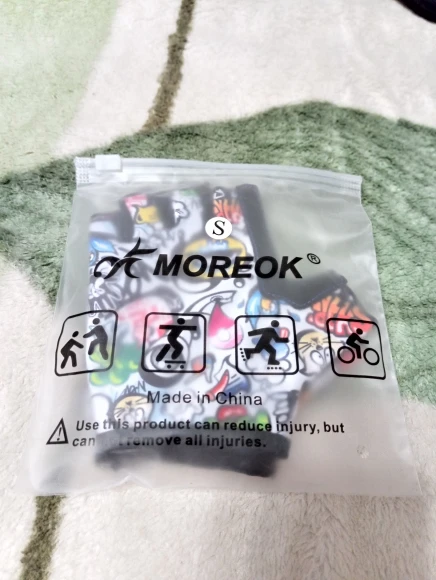 S
MOREOK®
Made in China
Use this product can reduce injury, but
can remove all injuries.